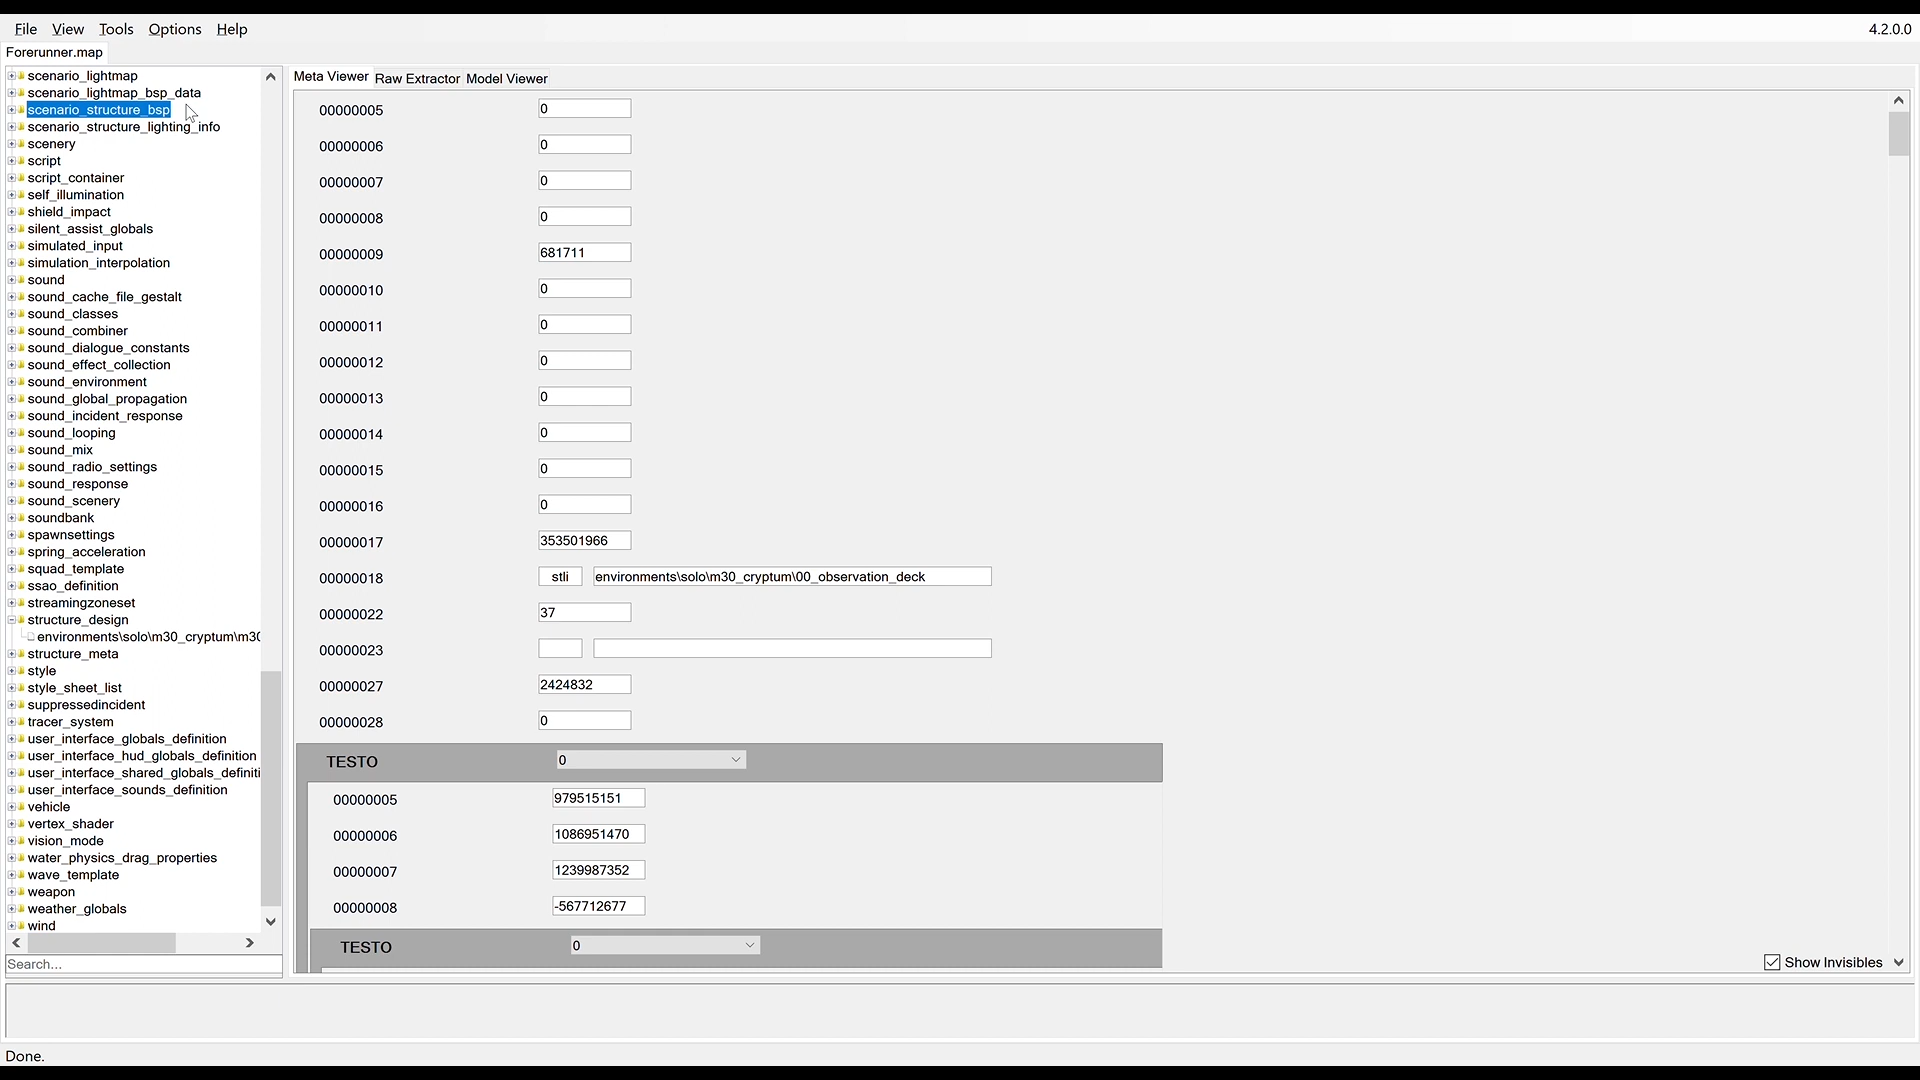 File View Tools Options Help 4.2.0.0
Forerunner.map
Meta Viewer Raw Extractor Model Viewer
scenario_lightmap
scenario_lightmap_bsp_data
scenario_structure_bsp
scenario_structure_lighting_info
scenery
script
script_container
self_illumination
shield_impact
silent_assist_globals
simulated_input
simulation_interpolation
sound
sound_cache_file_gestalt
sound_classes
sound_combiner
sound_dialogue_constants
sound_effect_collection
sound_environment
sound_global_propagation
sound_incident_response
sound_looping
sound_mix
sound_radio_settings
sound_response
sound_scenery
soundbank
spawnsettings
spring_acceleration
squad_template
ssao_definition
streamingzoneset
structure_design
environments\solo\m30_cryptum\m30
structure_meta
style
style_sheet_list
suppressedincident
tracer_system
user_interface_globals_definition
user_interface_hud_globals_definition
user_interface_shared_globals_definiti
user_interface_sounds_definition
vehicle
vertex_shader
vision_mode
water_physics_drag_properties
wave_template
weapon
weather_globals
wind
Search...
00000005 0
00000006 0
00000007 0
00000008 0
00000009 681711
00000010 0
00000011 0
00000012 0
00000013 0
00000014 0
00000015 0
00000016 0
00000017 353501966
00000018 stli environments\solo\m30_cryptum\00_observation_deck
00000022 37
00000023
00000027 2424832
00000028 0
TESTO 0
00000005 979515151
00000006 1086951470
00000007 1239987352
00000008 -567712677
TESTO 0
Show Invisibles
Done.